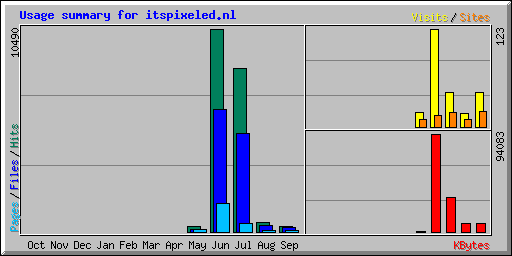 Usage summary for itspixeled.nl
Visits/Sites
10490
123
Pages/Files/Hits
94083
Oct Nov Dec Jan Feb Mar Apr May Jun Jul Aug Sep
KBytes